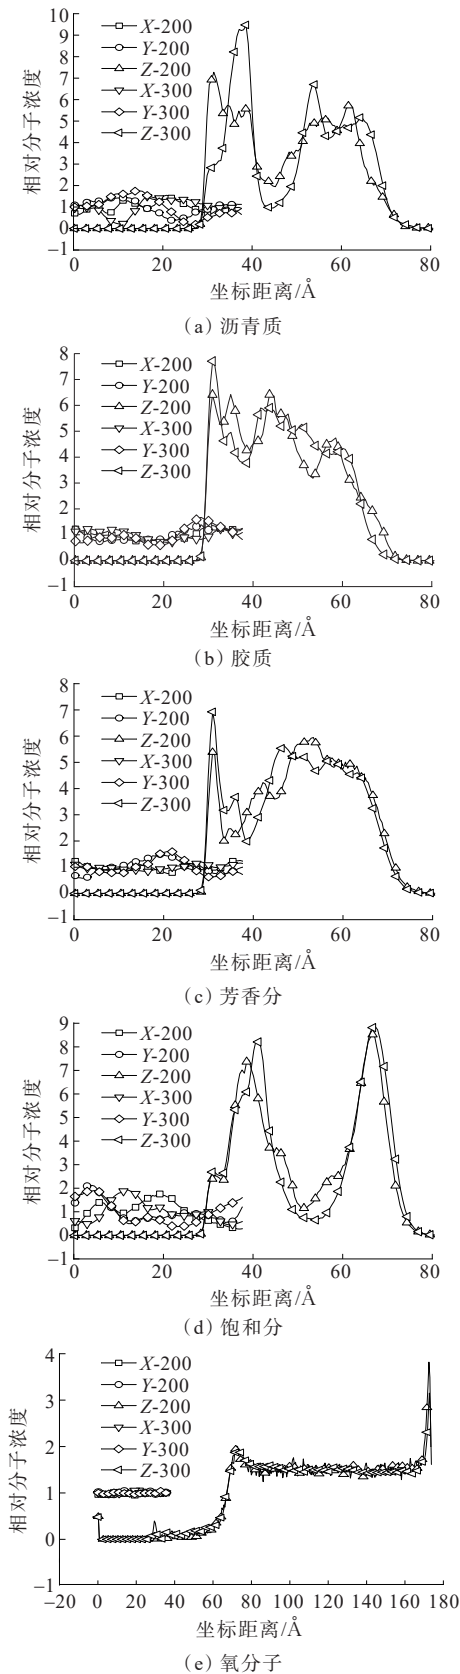 10
9
8
7
6
5
4
3
2
1
0
−1
相对分子浓度
X-200
Y-200
Z-200
X-300
Y-300
Z-300
0 20 40 60 80
坐标距离/Å
(a) 沥青质
8
7
6
5
4
3
2
1
0
−1
相对分子浓度
X-200
Y-200
Z-200
X-300
Y-300
Z-300
0 20 40 60 80
坐标距离/Å
(b) 胶质
8
7
6
5
4
3
2
1
0
−1
相对分子浓度
X-200
Y-200
Z-200
X-300
Y-300
Z-300
0 20 40 60 80
坐标距离/Å
(c) 芳香分
9
8
7
6
5
4
3
2
1
0
−1
相对分子浓度
X-200
Y-200
Z-200
X-300
Y-300
Z-300
0 20 40 60 80
坐标距离/Å
(d) 饱和分
4
3
2
1
0
−1
相对分子浓度
X-200
Y-200
Z-200
X-300
Y-300
Z-300
−20 0 20 40 60 80 100 120 140 160 180
坐标距离/Å
(e) 氧分子